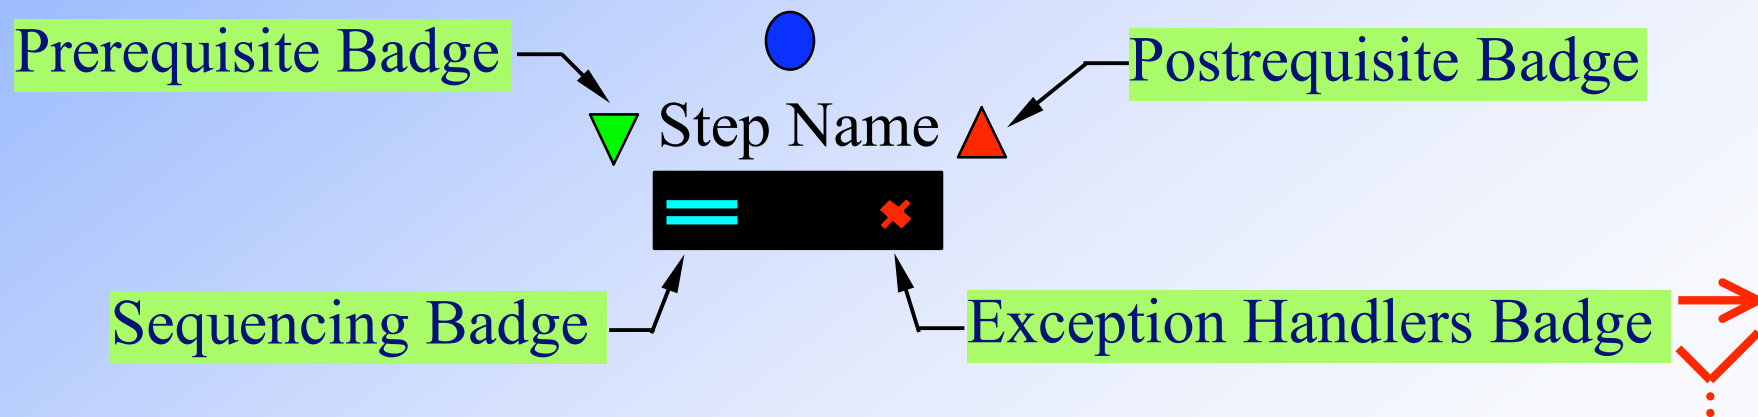 Prerequisite Badge
Postrequisite Badge
Step Name
Sequencing Badge
Exception Handlers Badge